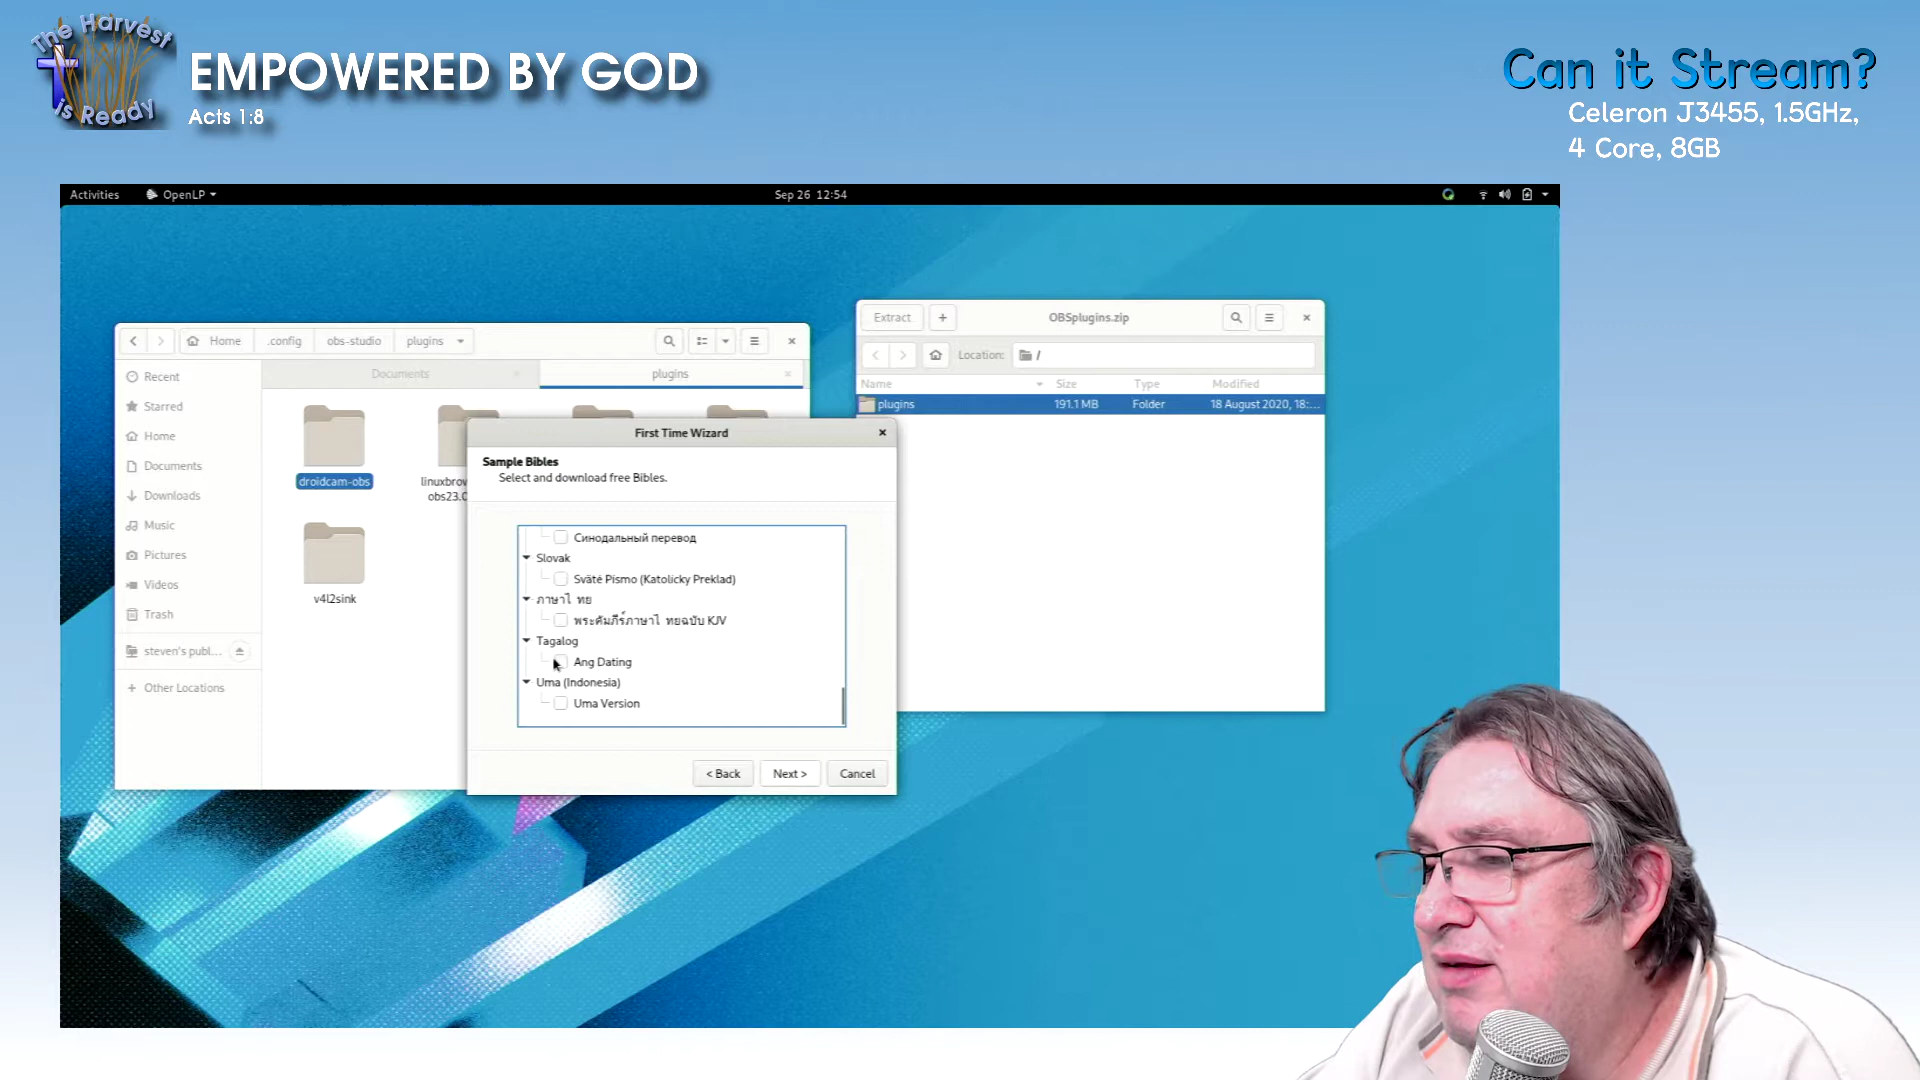 The Harvest
is Ready
EMPOWERED BY GOD
Acts 1:8
Can it Stream?
Celeron J3455, 1.5GHz,
4 Core, 8GB
Activities
OpenLP
Sep 26 12:54
Home
.config
obs-studio
plugins
Documents
plugins
Recent
Starred
Home
Documents
Downloads
Music
Pictures
Videos
Trash
steven's publ...
+ Other Locations
droidcam-obs
obs23.0
v4l2sink
Extract
+
OBSplugins.zip
Location:
/
Name
Size
Type
Modified
plugins
191.1 MB
Folder
18 August 2020, 18:...
First Time Wizard
Sample Bibles
Select and download free Bibles.
Синодальный перевод
Slovak
Sväté Písmo (Katolícky Preklad)
ภาษาไ ทย
พระคัมภีร์ภาษาไ ทยฉบับ KJV
Tagalog
Ang Dating
Uma (Indonesia)
Uma Version
< Back
Next >
Cancel